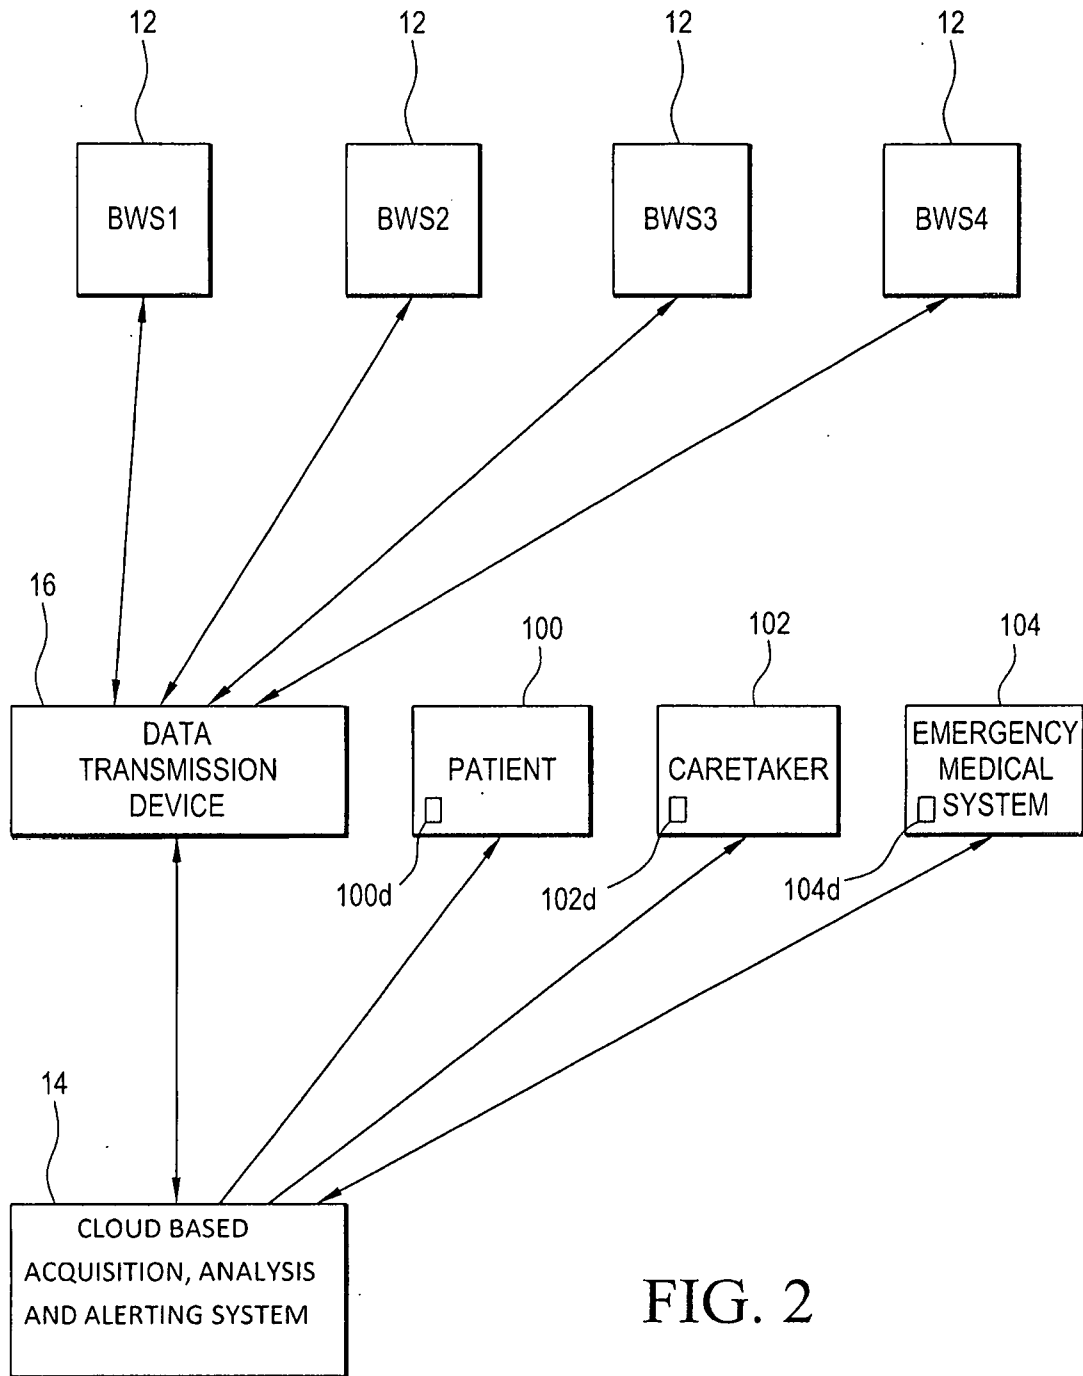 12
12
12
12
BWS1
BWS2
BWS3
BWS4
16
100
102
104
DATA
TRANSMISSION
DEVICE
PATIENT
CARETAKER
EMERGENCY
MEDICAL
SYSTEM
100d
102d
104d
14
CLOUD BASED
ACQUISITION, ANALYSIS
AND ALERTING SYSTEM
FIG. 2